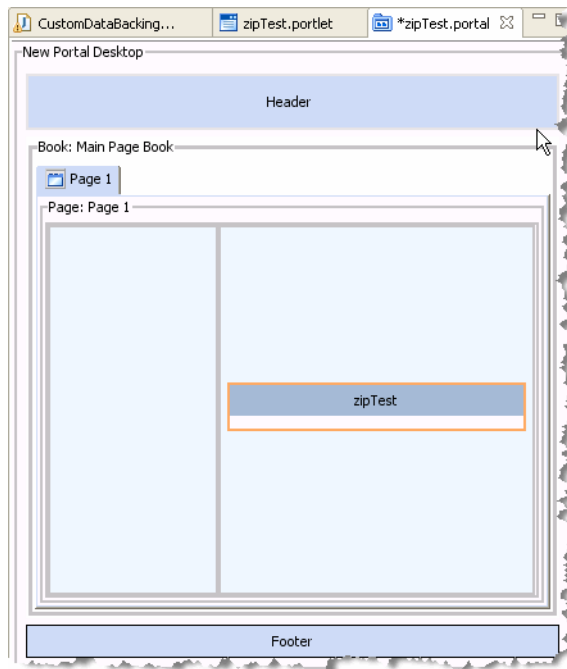 CustomDataBacking... zipTest.portlet *zipTest.portal
New Portal Desktop
Header
Book: Main Page Book
Page 1
Page: Page 1
zipTest
Footer